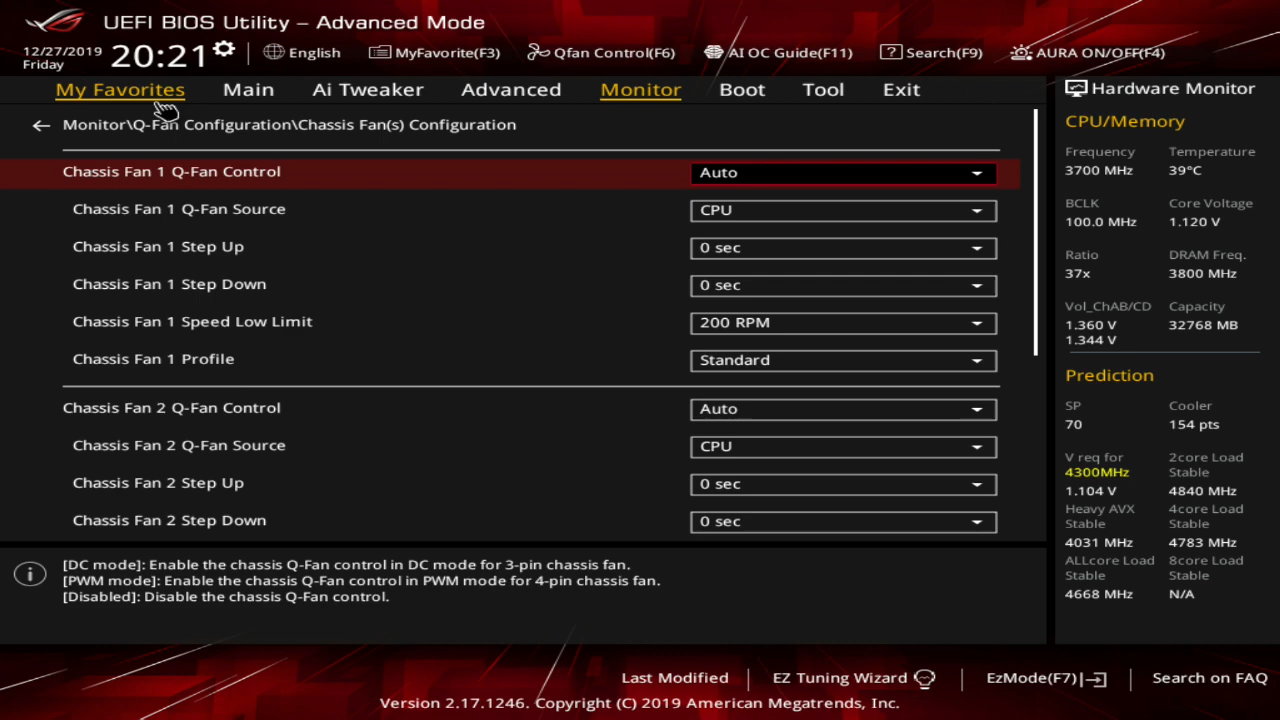 UEFI BIOS Utility – Advanced Mode
12/27/2019
Friday
20:21
English
MyFavorite(F3)
Qfan Control(F6)
AI OC Guide(F11)
Search(F9)
AURA ON/OFF(F4)
My Favorites
Main
Ai Tweaker
Advanced
Monitor
Boot
Tool
Exit
Monitor\Q-Fan Configuration\Chassis Fan(s) Configuration
Chassis Fan 1 Q-Fan Control Auto
Chassis Fan 1 Q-Fan Source CPU
Chassis Fan 1 Step Up 0 sec
Chassis Fan 1 Step Down 0 sec
Chassis Fan 1 Speed Low Limit 200 RPM
Chassis Fan 1 Profile Standard
Chassis Fan 2 Q-Fan Control Auto
Chassis Fan 2 Q-Fan Source CPU
Chassis Fan 2 Step Up 0 sec
Chassis Fan 2 Step Down 0 sec
[DC mode]: Enable the chassis Q-Fan control in DC mode for 3-pin chassis fan.
[PWM mode]: Enable the chassis Q-Fan control in PWM mode for 4-pin chassis fan.
[Disabled]: Disable the chassis Q-Fan control.
Hardware Monitor
CPU/Memory
Frequency Temperature
3700 MHz 39°C
BCLK Core Voltage
100.0 MHz 1.120 V
Ratio DRAM Freq.
37x 3800 MHz
Vol_ChAB/CD Capacity
1.360 V 32768 MB
1.344 V
Prediction
SP Cooler
70 154 pts
V req for 2core Load
4300MHz Stable
1.104 V 4840 MHz
Heavy AVX 4core Load
Stable Stable
4031 MHz 4783 MHz
ALLcore Load 8core Load
Stable Stable
4668 MHz N/A
Last Modified
EZ Tuning Wizard
EzMode(F7)
Search on FAQ
Version 2.17.1246. Copyright (C) 2019 American Megatrends, Inc.